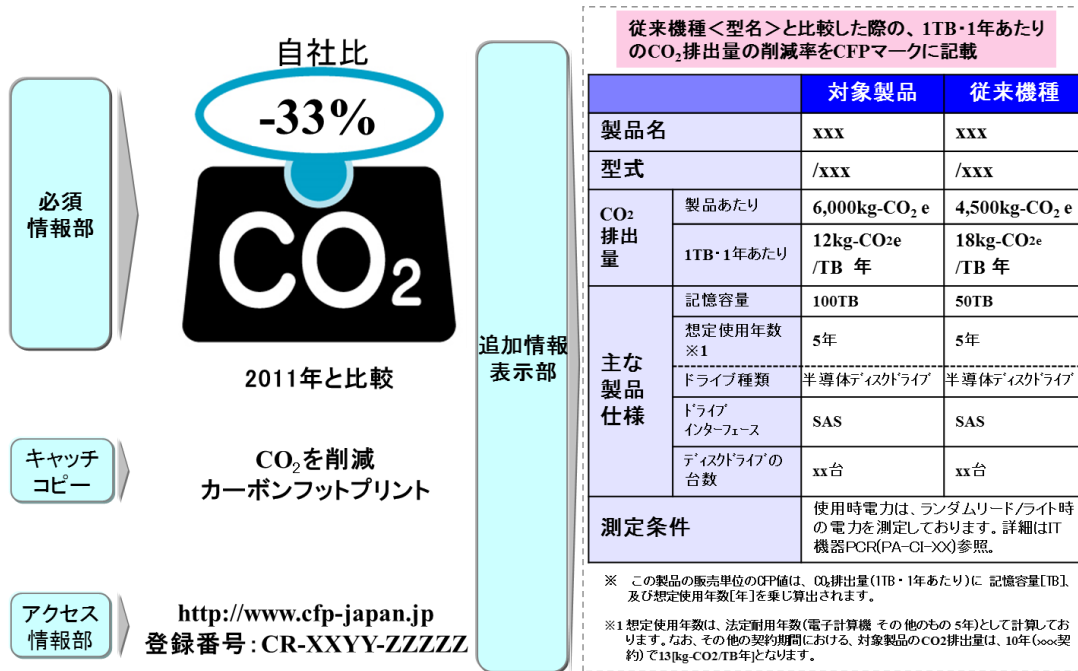 自社比
-33%
CO2
2011年と比較
必須
情報部
キャッチ
コピー
CO2を削減
カーボンフットプリント
アクセス
情報部
http://www.cfp-japan.jp
登録番号：CR-XXYY-ZZZZZ
追加情報
表示部
従来機種＜型名＞と比較した際の、1TB・1年あたり
のCO2排出量の削減率をCFPマークに記載
対象製品 従来機種
製品名 xxx xxx
型式 /xxx /xxx
CO2
排出
量
製品あたり 6,000kg-CO2 e 4,500kg-CO2 e
1TB・1年あたり
12kg-CO2e
/TB 年
18kg-CO2e
/TB 年
主な
製品
仕様
記憶容量 100TB 50TB
想定使用年数
※1
5年 5年
ドライブ種類 半導体ディスクドライブ 半導体ディスクドライブ
ドライブ
インターフェース
SAS SAS
ディスクドライブの
台数
xx台 xx台
測定条件
使用時電力は、ランダムリード/ライト時
の電力を測定しております。詳細はIT
機器PCR(PA-CI-XX)参照。
※ この製品の販売単位のCFP値は、CO2排出量(1TB・1年あたり)に 記憶容量[TB]、
及び想定使用年数[年]を乗じ算出されます。
※1 想定使用年数は、法定耐用年数(電子計算機 その他のもの 5年)として計算してお
ります。なお、その他の契約期間における、対象製品のCO2排出量は、10年(xxx契
約)で13[kg-CO2/TB年]となります。